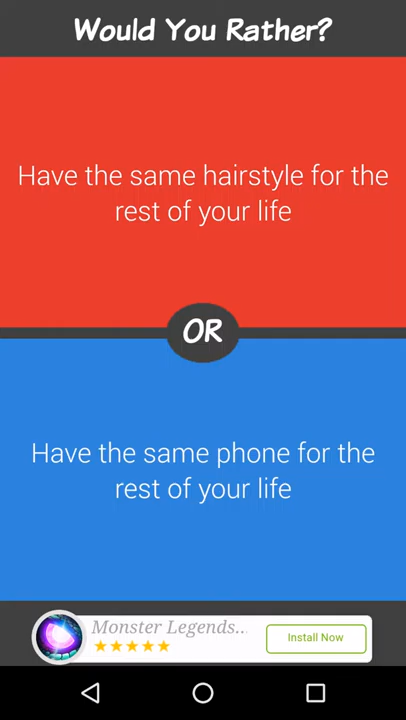 Would You Rather?
Have the same hairstyle for the
rest of your life
OR
Have the same phone for the
rest of your life
Monster Legends..
Install Now